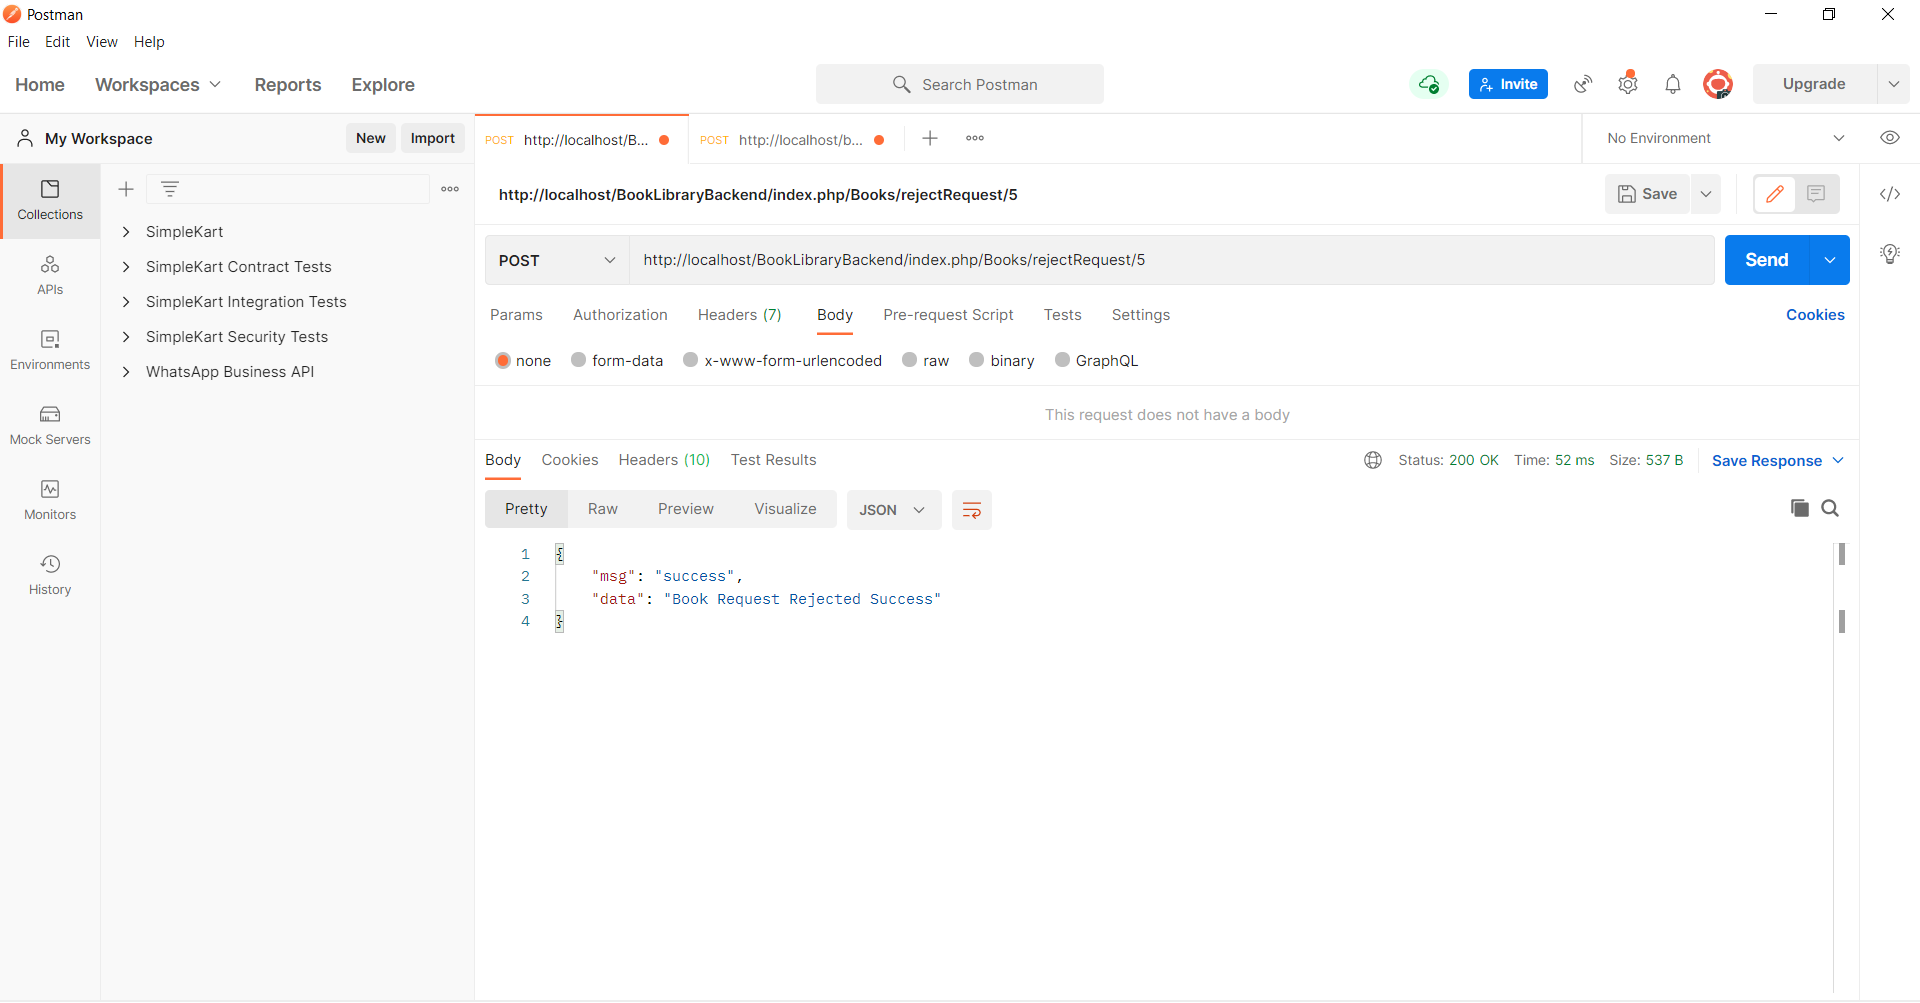 Postman
File Edit View Help
Home Workspaces Reports Explore
Search Postman
Invite
Upgrade
My Workspace
New
Import
POST http://localhost/B...
POST http://localhost/b...
No Environment
Collections
APIs
Environments
Mock Servers
Monitors
History
SimpleKart
SimpleKart Contract Tests
SimpleKart Integration Tests
SimpleKart Security Tests
WhatsApp Business API
http://localhost/BookLibraryBackend/index.php/Books/rejectRequest/5
Save
POST
http://localhost/BookLibraryBackend/index.php/Books/rejectRequest/5
Send
Params Authorization Headers (7) Body Pre-request Script Tests Settings
Cookies
none form-data x-www-form-urlencoded raw binary GraphQL
This request does not have a body
Body Cookies Headers (10) Test Results
Status: 200 OK Time: 52 ms Size: 537 B
Save Response
Pretty Raw Preview Visualize
JSON
1 {
2 "msg": "success",
3 "data": "Book Request Rejected Success"
4 }